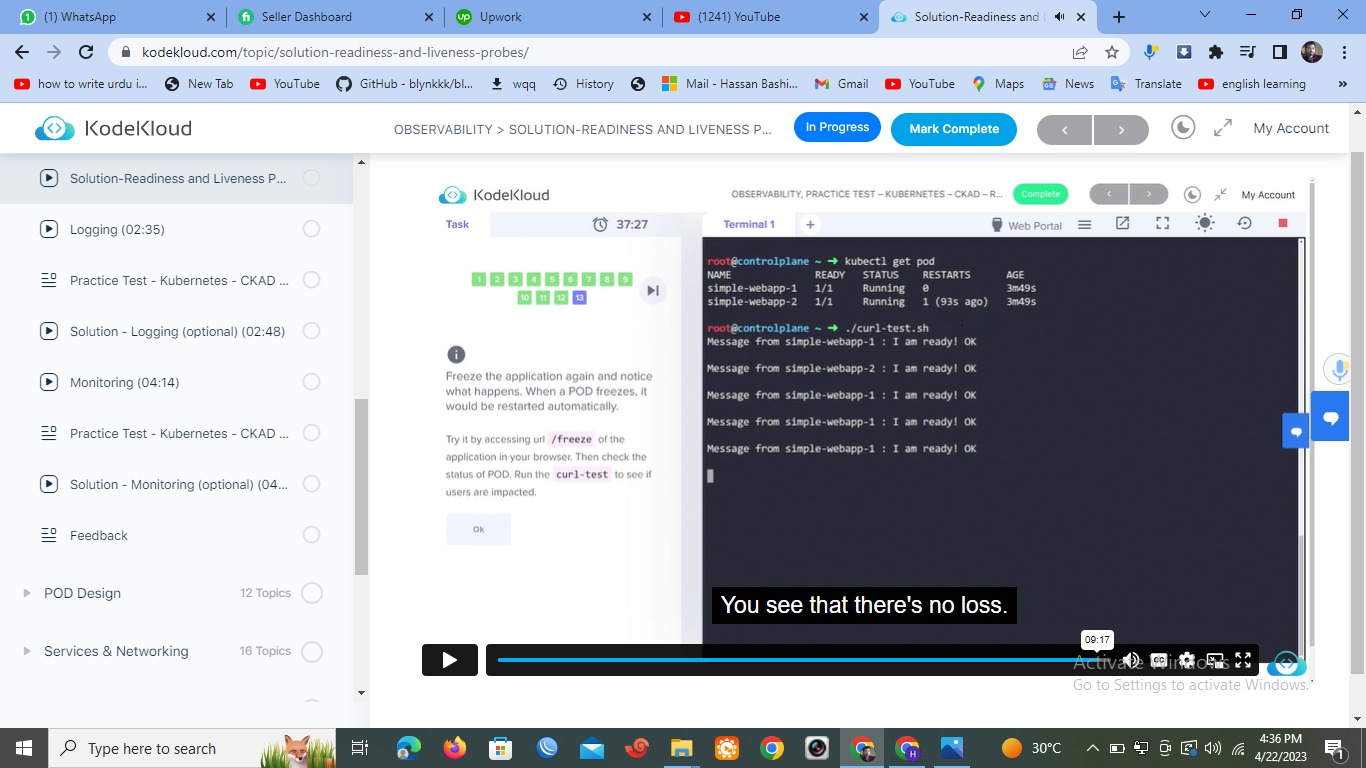 (1) WhatsApp
Seller Dashboard
Upwork
(1241) YouTube
Solution-Readiness and L
kodekloud.com/topic/solution-readiness-and-liveness-probes/
how to write urdu i...
New Tab
YouTube
GitHub - blynkkk/bl...
wqq
History
Mail - Hassan Bashi...
Gmail
YouTube
Maps
News
Translate
english learning
»
KodeKloud
OBSERVABILITY > SOLUTION-READINESS AND LIVENESS P...
In Progress
Mark Complete
My Account
Solution-Readiness and Liveness P...
Logging (02:35)
Practice Test - Kubernetes - CKAD ...
Solution - Logging (optional) (02:48)
Monitoring (04:14)
Practice Test - Kubernetes - CKAD ...
Solution - Monitoring (optional) (04...
Feedback
POD Design 12 Topics
Services & Networking 16 Topics
KodeKloud
OBSERVABILITY, PRACTICE TEST – KUBERNETES – CKAD – R...
Complete
My Account
Task
37:27
Terminal 1
+
Web Portal
1 2 3 4 5 6 7 8 9
10 11 12 13
Freeze the application again and notice
what happens. When a POD freezes, it
would be restarted automatically.
Try it by accessing url /freeze of the
application in your browser. Then check the
status of POD. Run the curl-test to see if
users are impacted.
Ok
root@controlplane ~ ➜ kubectl get pod
NAME READY STATUS RESTARTS AGE
simple-webapp-1 1/1 Running 0 3m49s
simple-webapp-2 1/1 Running 1 (93s ago) 3m49s
root@controlplane ~ ➜ ./curl-test.sh
Message from simple-webapp-1 : I am ready! OK
Message from simple-webapp-2 : I am ready! OK
Message from simple-webapp-1 : I am ready! OK
Message from simple-webapp-1 : I am ready! OK
Message from simple-webapp-1 : I am ready! OK
You see that there's no loss.
09:17
CC
Activate Windows
Go to Settings to activate Windows.
Type here to search
30°C
4:36 PM
4/22/2023
1